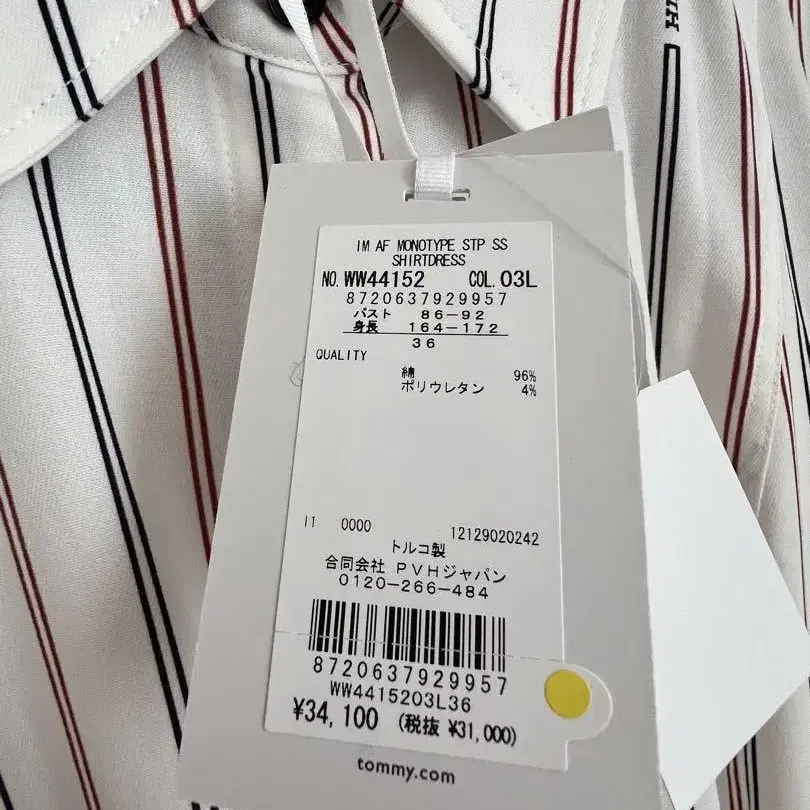 IM AF MONOTYPE STP SS
SHIRTDRESS
NO. WW44152 COL. 03L
8720637929957
バスト 86-92
身長 164-172
36
QUALITY
綿 96%
ポリウレタン 4%
I1 0000 12129020242
トルコ製
合同会社 PVHジャパン
0120-266-484
8720637929957
WW4415203L36
¥34,100 (税抜 ¥31,000)
tommy.com